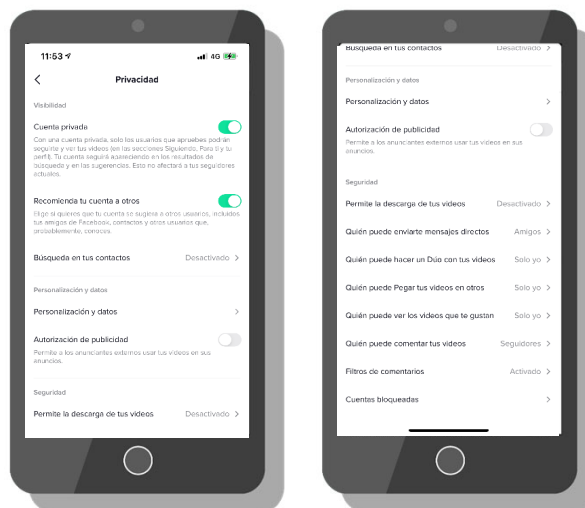 11:53
4G
Privacidad
Visibilidad
Cuenta privada
Con una cuenta privada, solo los usuarios que apruebes podrán
seguirte y ver tus videos (en las secciones Siguiendo, Para ti y tu
perfil). Tu cuenta seguirá apareciendo en los resultados de
búsqueda y en las sugerencias. Esto no afectará a tus seguidores
actuales.
Recomienda tu cuenta a otros
Elige si quieres que tu cuenta se sugiera a otros usuarios, incluidos
tus amigos de Facebook, contactos y otros usuarios que,
probablemente, conoces.
Búsqueda en tus contactos Desactivado >
Personalización y datos
Personalización y datos >
Autorización de publicidad
Permite a los anunciantes externos usar tus videos en sus
anuncios.
Seguridad
Permite la descarga de tus videos Desactivado >
Búsqueda en tus contactos Desactivado >
Personalización y datos
Personalización y datos >
Autorización de publicidad
Permite a los anunciantes externos usar tus videos en sus
anuncios.
Seguridad
Permite la descarga de tus videos Desactivado >
Quién puede enviarte mensajes directos Amigos >
Quién puede hacer un Dúo con tus videos Solo yo >
Quién puede Pegar tus videos en otros Solo yo >
Quién puede ver los videos que te gustan Solo yo >
Quién puede comentar tus videos Seguidores >
Filtros de comentarios Activado >
Cuentas bloqueadas >